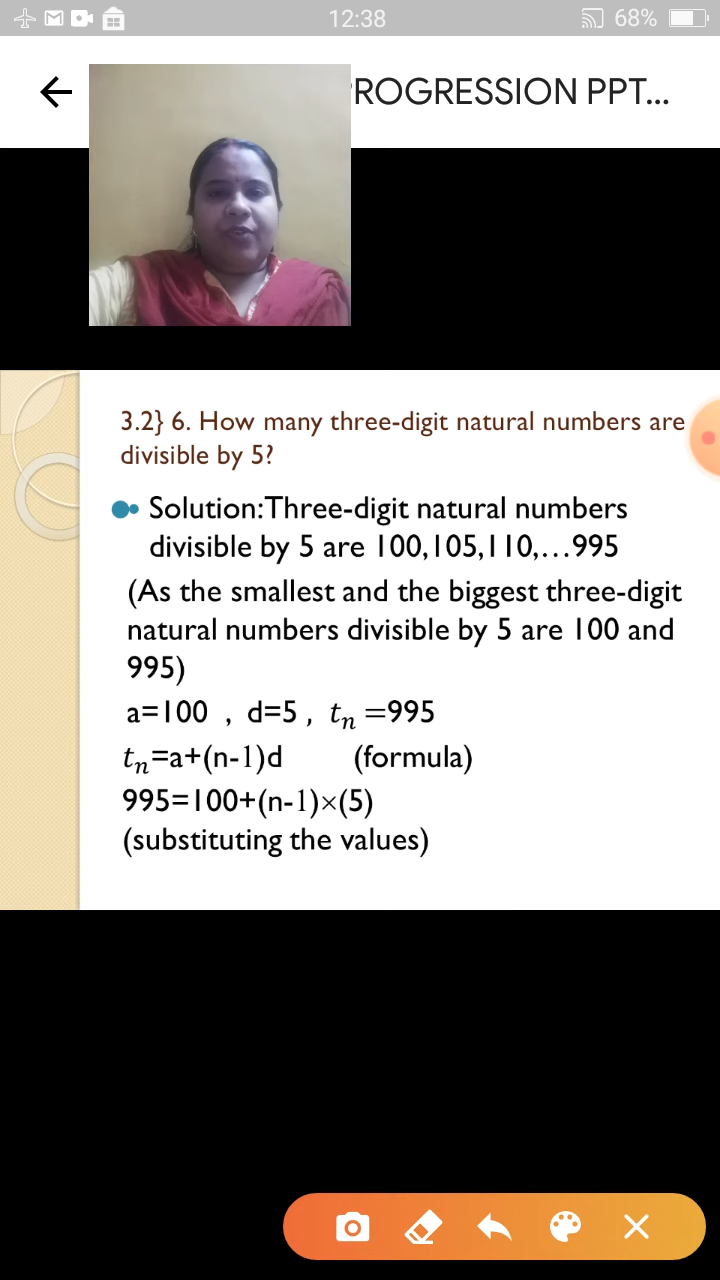 12:38
68%
ROGRESSION PPT...
3.2} 6. How many three-digit natural numbers are
divisible by 5?
Solution:Three-digit natural numbers
divisible by 5 are 100,105,110,...995
(As the smallest and the biggest three-digit
natural numbers divisible by 5 are 100 and
995)
a=100 , d=5 , tₙ =995
tₙ=a+(n-1)d (formula)
995=100+(n-1)×(5)
(substituting the values)